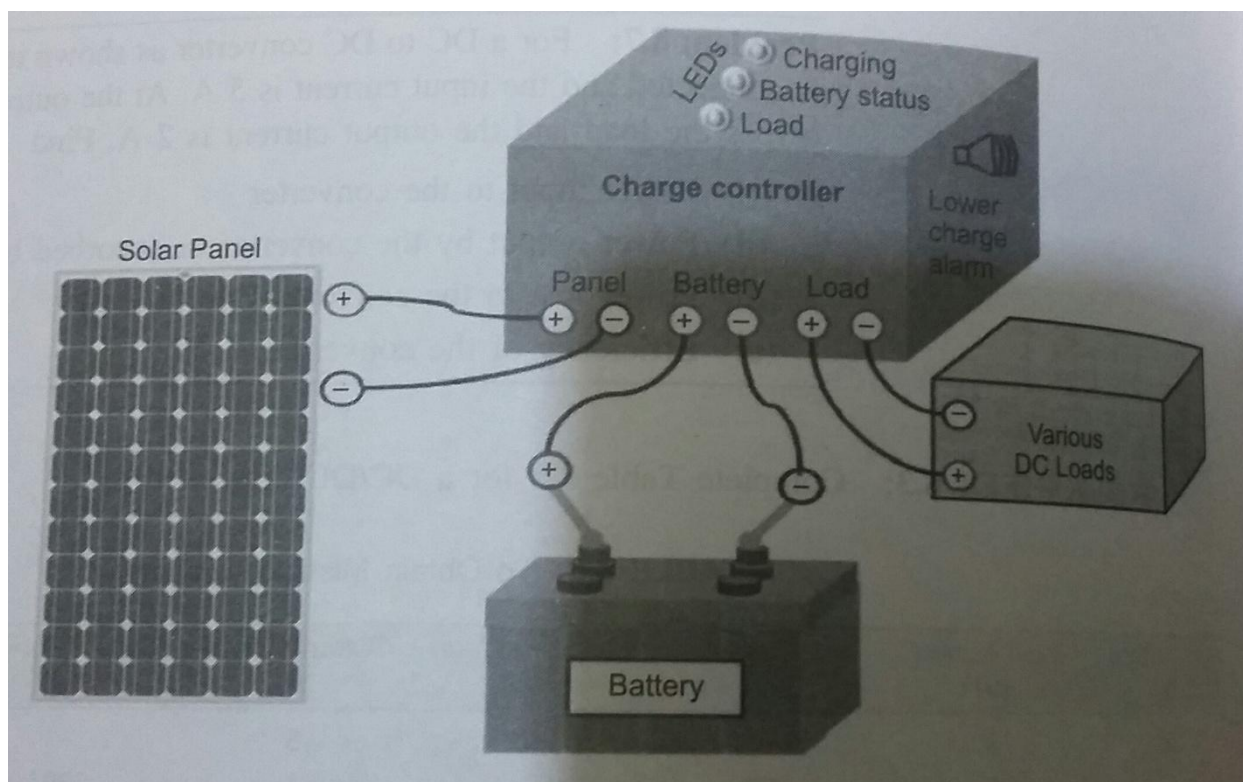 LEDs
Charging
Battery status
Load
Charge controller
Lower
charge
alarm
Solar Panel
Panel Battery Load
+
−
+ − + − + −
−
+
Various
DC Loads
+
−
Battery